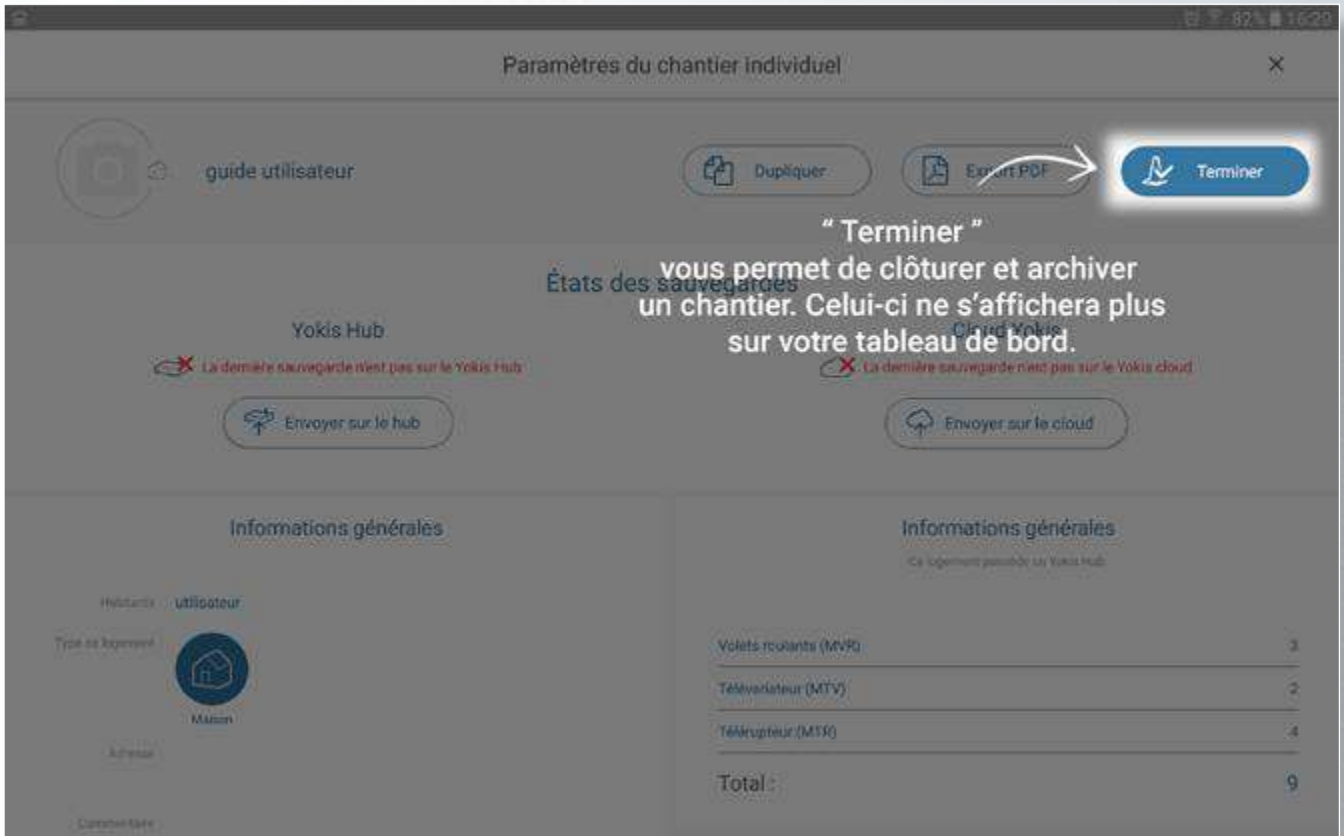 82% 16:20
Paramètres du chantier individuel
guide utilisateur
Dupliquer
Export PDF
Terminer
“ Terminer ”
vous permet de clôturer et archiver
un chantier. Celui-ci ne s’affichera plus
sur votre tableau de bord.
États des sauvegardes
Yokis Hub
Cloud Yokis
La dernière sauvegarde n'est pas sur le Yokis Hub
La dernière sauvegarde n'est pas sur le Yokis cloud
Envoyer sur le hub
Envoyer sur le cloud
Informations générales
Habitants utilisateur
Type de logement
Maison
Adresse
Commentaire
Informations générales
Ce logement possède un Yokis Hub
Volets roulants (MVR) 3
Télévariateur (MTV) 2
Télérupteur (MTR) 4
Total : 9